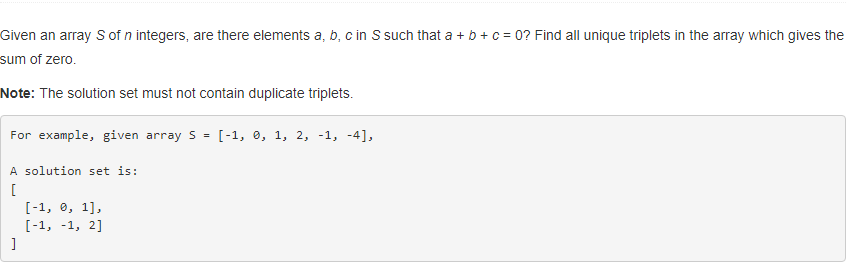 Given an array S of n integers, are there elements a, b, c in S such that a + b + c = 0? Find all unique triplets in the array which gives the
sum of zero.
Note: The solution set must not contain duplicate triplets.
For example, given array S = [-1, 0, 1, 2, -1, -4],
A solution set is:
[
  [-1, 0, 1],
  [-1, -1, 2]
]